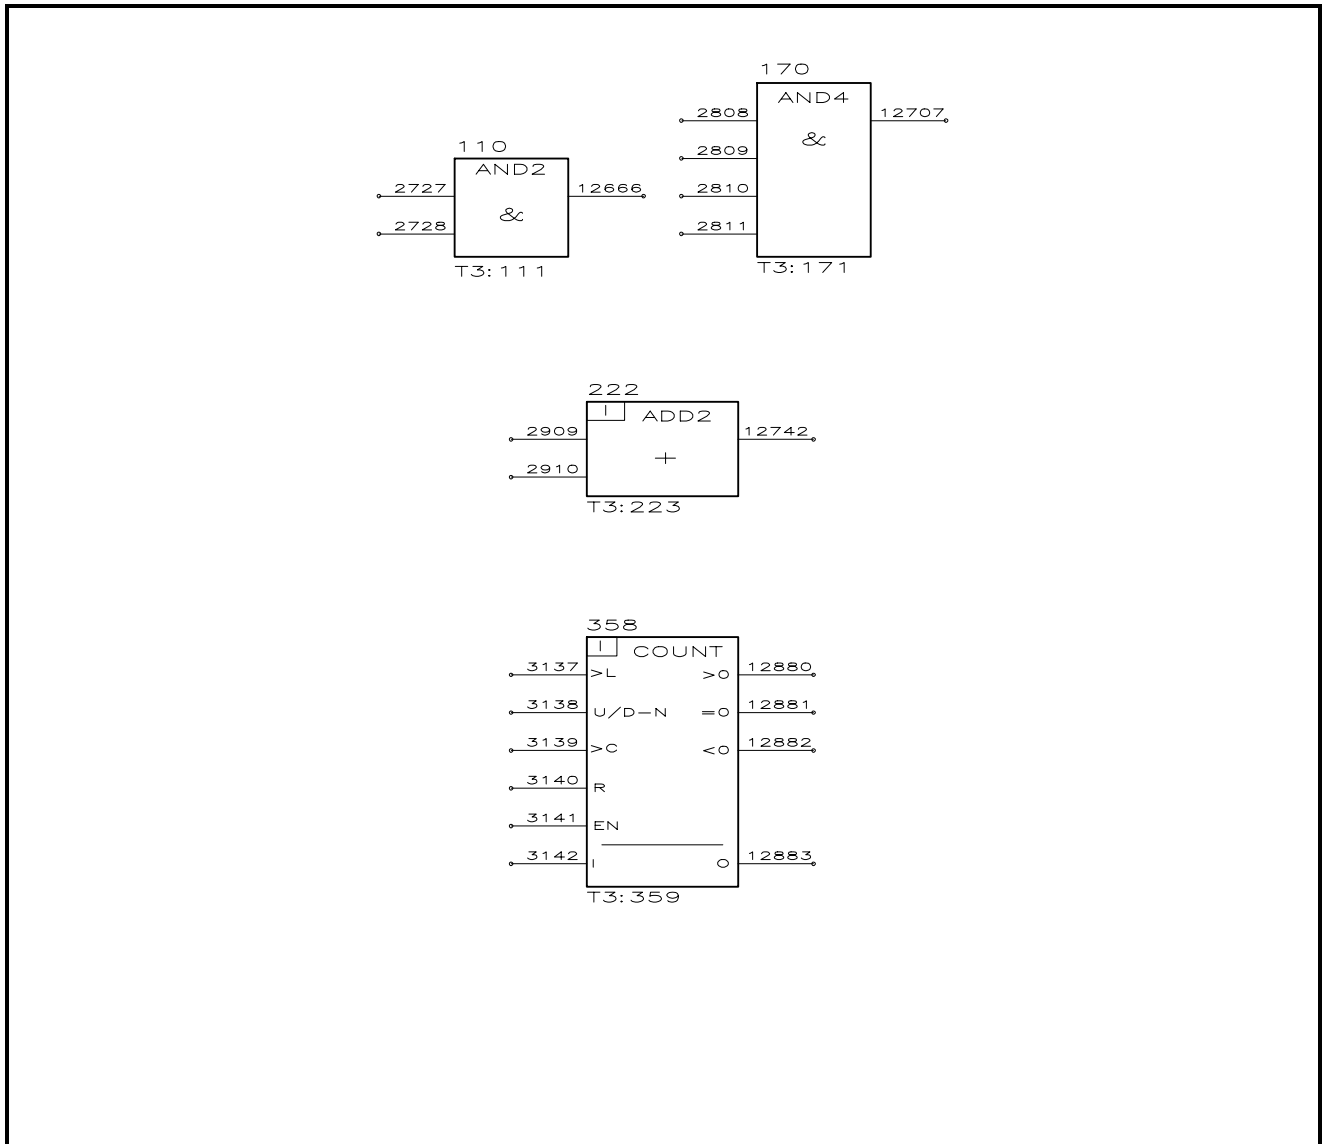 170
AND4
2808 12707
&
2809
2810
2811
T3:171
110
AND2
2727 12666
&
2728
T3:111
222
I ADD2
2909 12742
+
2910
T3:223
358
I COUNT
3137 >L >0 12880
3138 U/D-N =0 12881
3139 >C <0 12882
3140 R
3141 EN
3142 I O 12883
T3:359